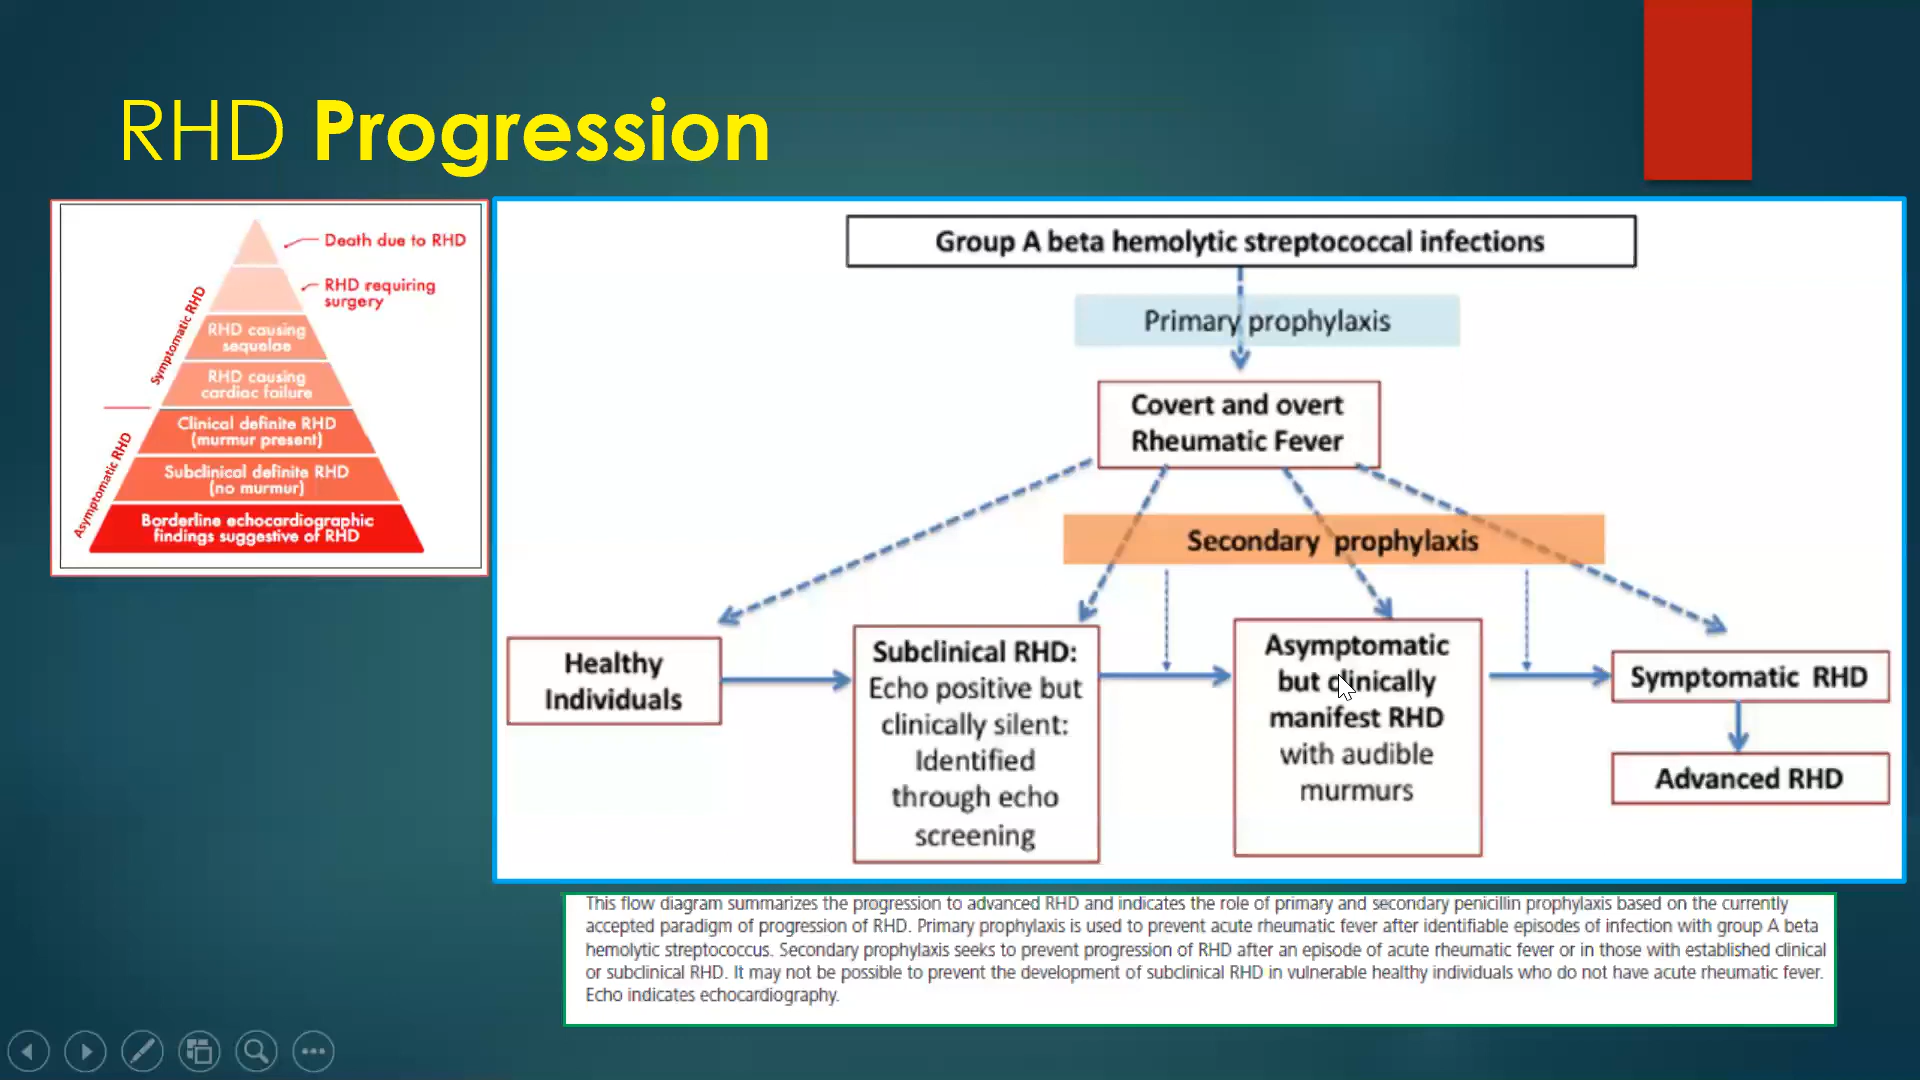 RHD Progression
Death due to RHD
RHD requiring
surgery
RHD causing
sequelae
RHD causing
cardiac failure
Clinical definite RHD
(murmur present)
Subclinical definite RHD
(no murmur)
Borderline echocardiographic
findings suggestive of RHD
Symptomatic RHD
Asymptomatic RHD
Group A beta hemolytic streptococcal infections
Primary prophylaxis
Covert and overt
Rheumatic Fever
Secondary prophylaxis
Healthy
Individuals
Subclinical RHD:
Echo positive but
clinically silent:
Identified
through echo
screening
Asymptomatic
but clinically
manifest RHD
with audible
murmurs
Symptomatic RHD
Advanced RHD
This flow diagram summarizes the progression to advanced RHD and indicates the role of primary and secondary penicillin prophylaxis based on the currently
accepted paradigm of progression of RHD. Primary prophylaxis is used to prevent acute rheumatic fever after identifiable episodes of infection with group A beta
hemolytic streptococcus. Secondary prophylaxis seeks to prevent progression of RHD after an episode of acute rheumatic fever or in those with established clinical
or subclinical RHD. It may not be possible to prevent the development of subclinical RHD in vulnerable healthy individuals who do not have acute rheumatic fever.
Echo indicates echocardiography.